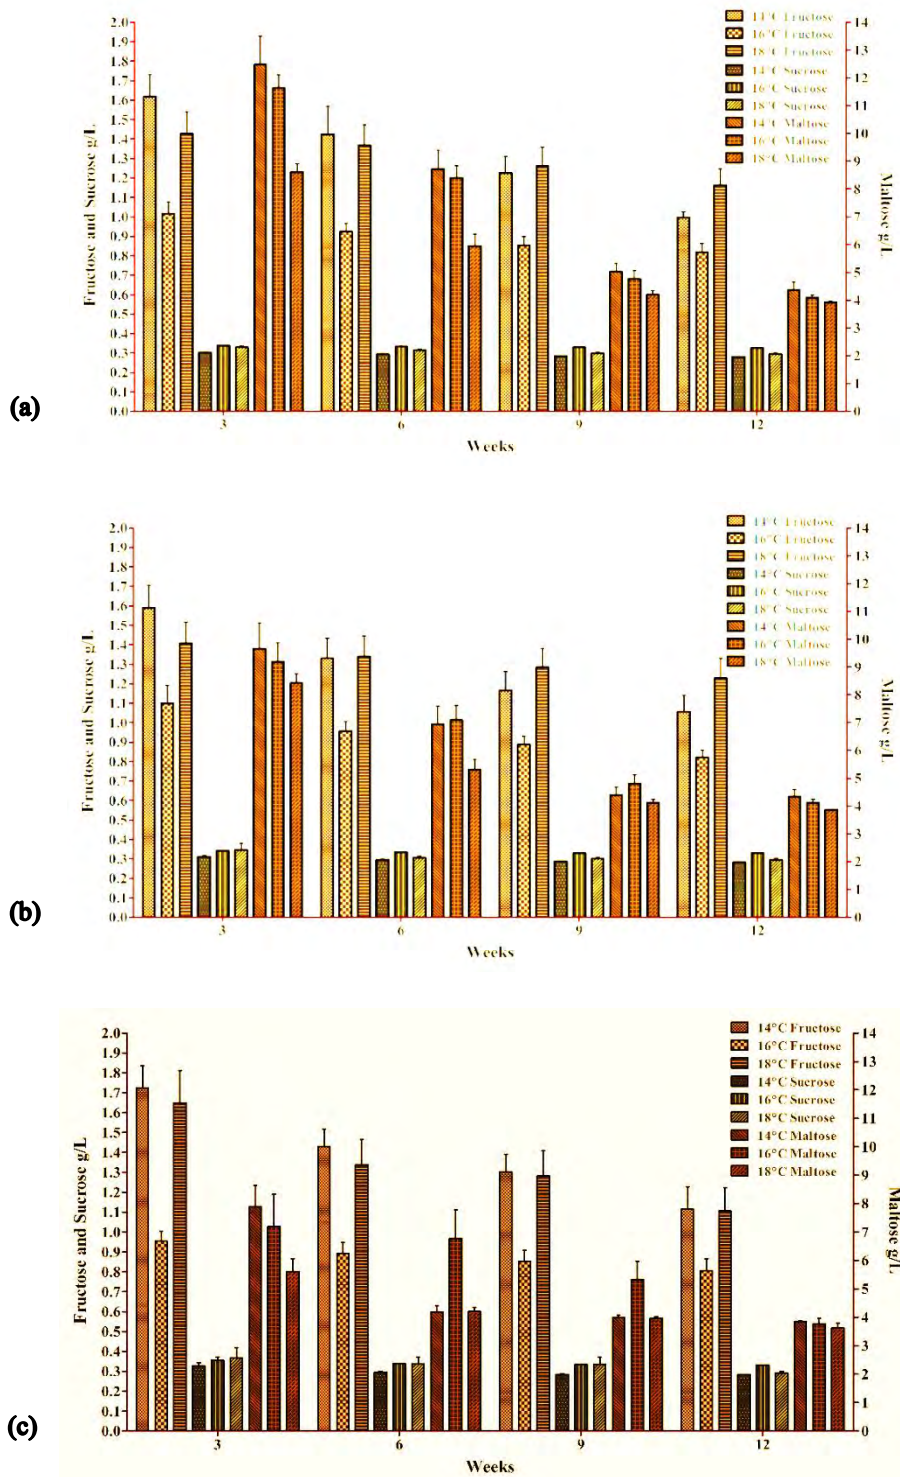 2.0
1.9
1.8
1.7
1.6
1.5
1.4
1.3
1.2
1.1
1.0
0.9
0.8
0.7
0.6
0.5
0.4
0.3
0.2
0.1
0.0
Fructose and Sucrose g/L
14°C Fructose
16°C Fructose
18°C Fructose
14°C Sucrose
16°C Sucrose
18°C Sucrose
14°C Maltose
16°C Maltose
18°C Maltose
14
13
12
11
10
9
8
7
6
5
4
3
2
1
0
Maltose g/L
3 6 9 12
Weeks
(a)
2.0
1.9
1.8
1.7
1.6
1.5
1.4
1.3
1.2
1.1
1.0
0.9
0.8
0.7
0.6
0.5
0.4
0.3
0.2
0.1
0.0
Fructose and Sucrose g/L
14°C Fructose
16°C Fructose
18°C Fructose
14°C Sucrose
16°C Sucrose
18°C Sucrose
14°C Maltose
16°C Maltose
18°C Maltose
14
13
12
11
10
9
8
7
6
5
4
3
2
1
0
Maltose g/L
3 6 9 12
Weeks
(b)
2.0
1.9
1.8
1.7
1.6
1.5
1.4
1.3
1.2
1.1
1.0
0.9
0.8
0.7
0.6
0.5
0.4
0.3
0.2
0.1
0.0
Fructose and Sucrose g/L
14°C Fructose
16°C Fructose
18°C Fructose
14°C Sucrose
16°C Sucrose
18°C Sucrose
14°C Maltose
16°C Maltose
18°C Maltose
14
13
12
11
10
9
8
7
6
5
4
3
2
1
0
Maltose g/L
3 6 9 12
Weeks
(c)